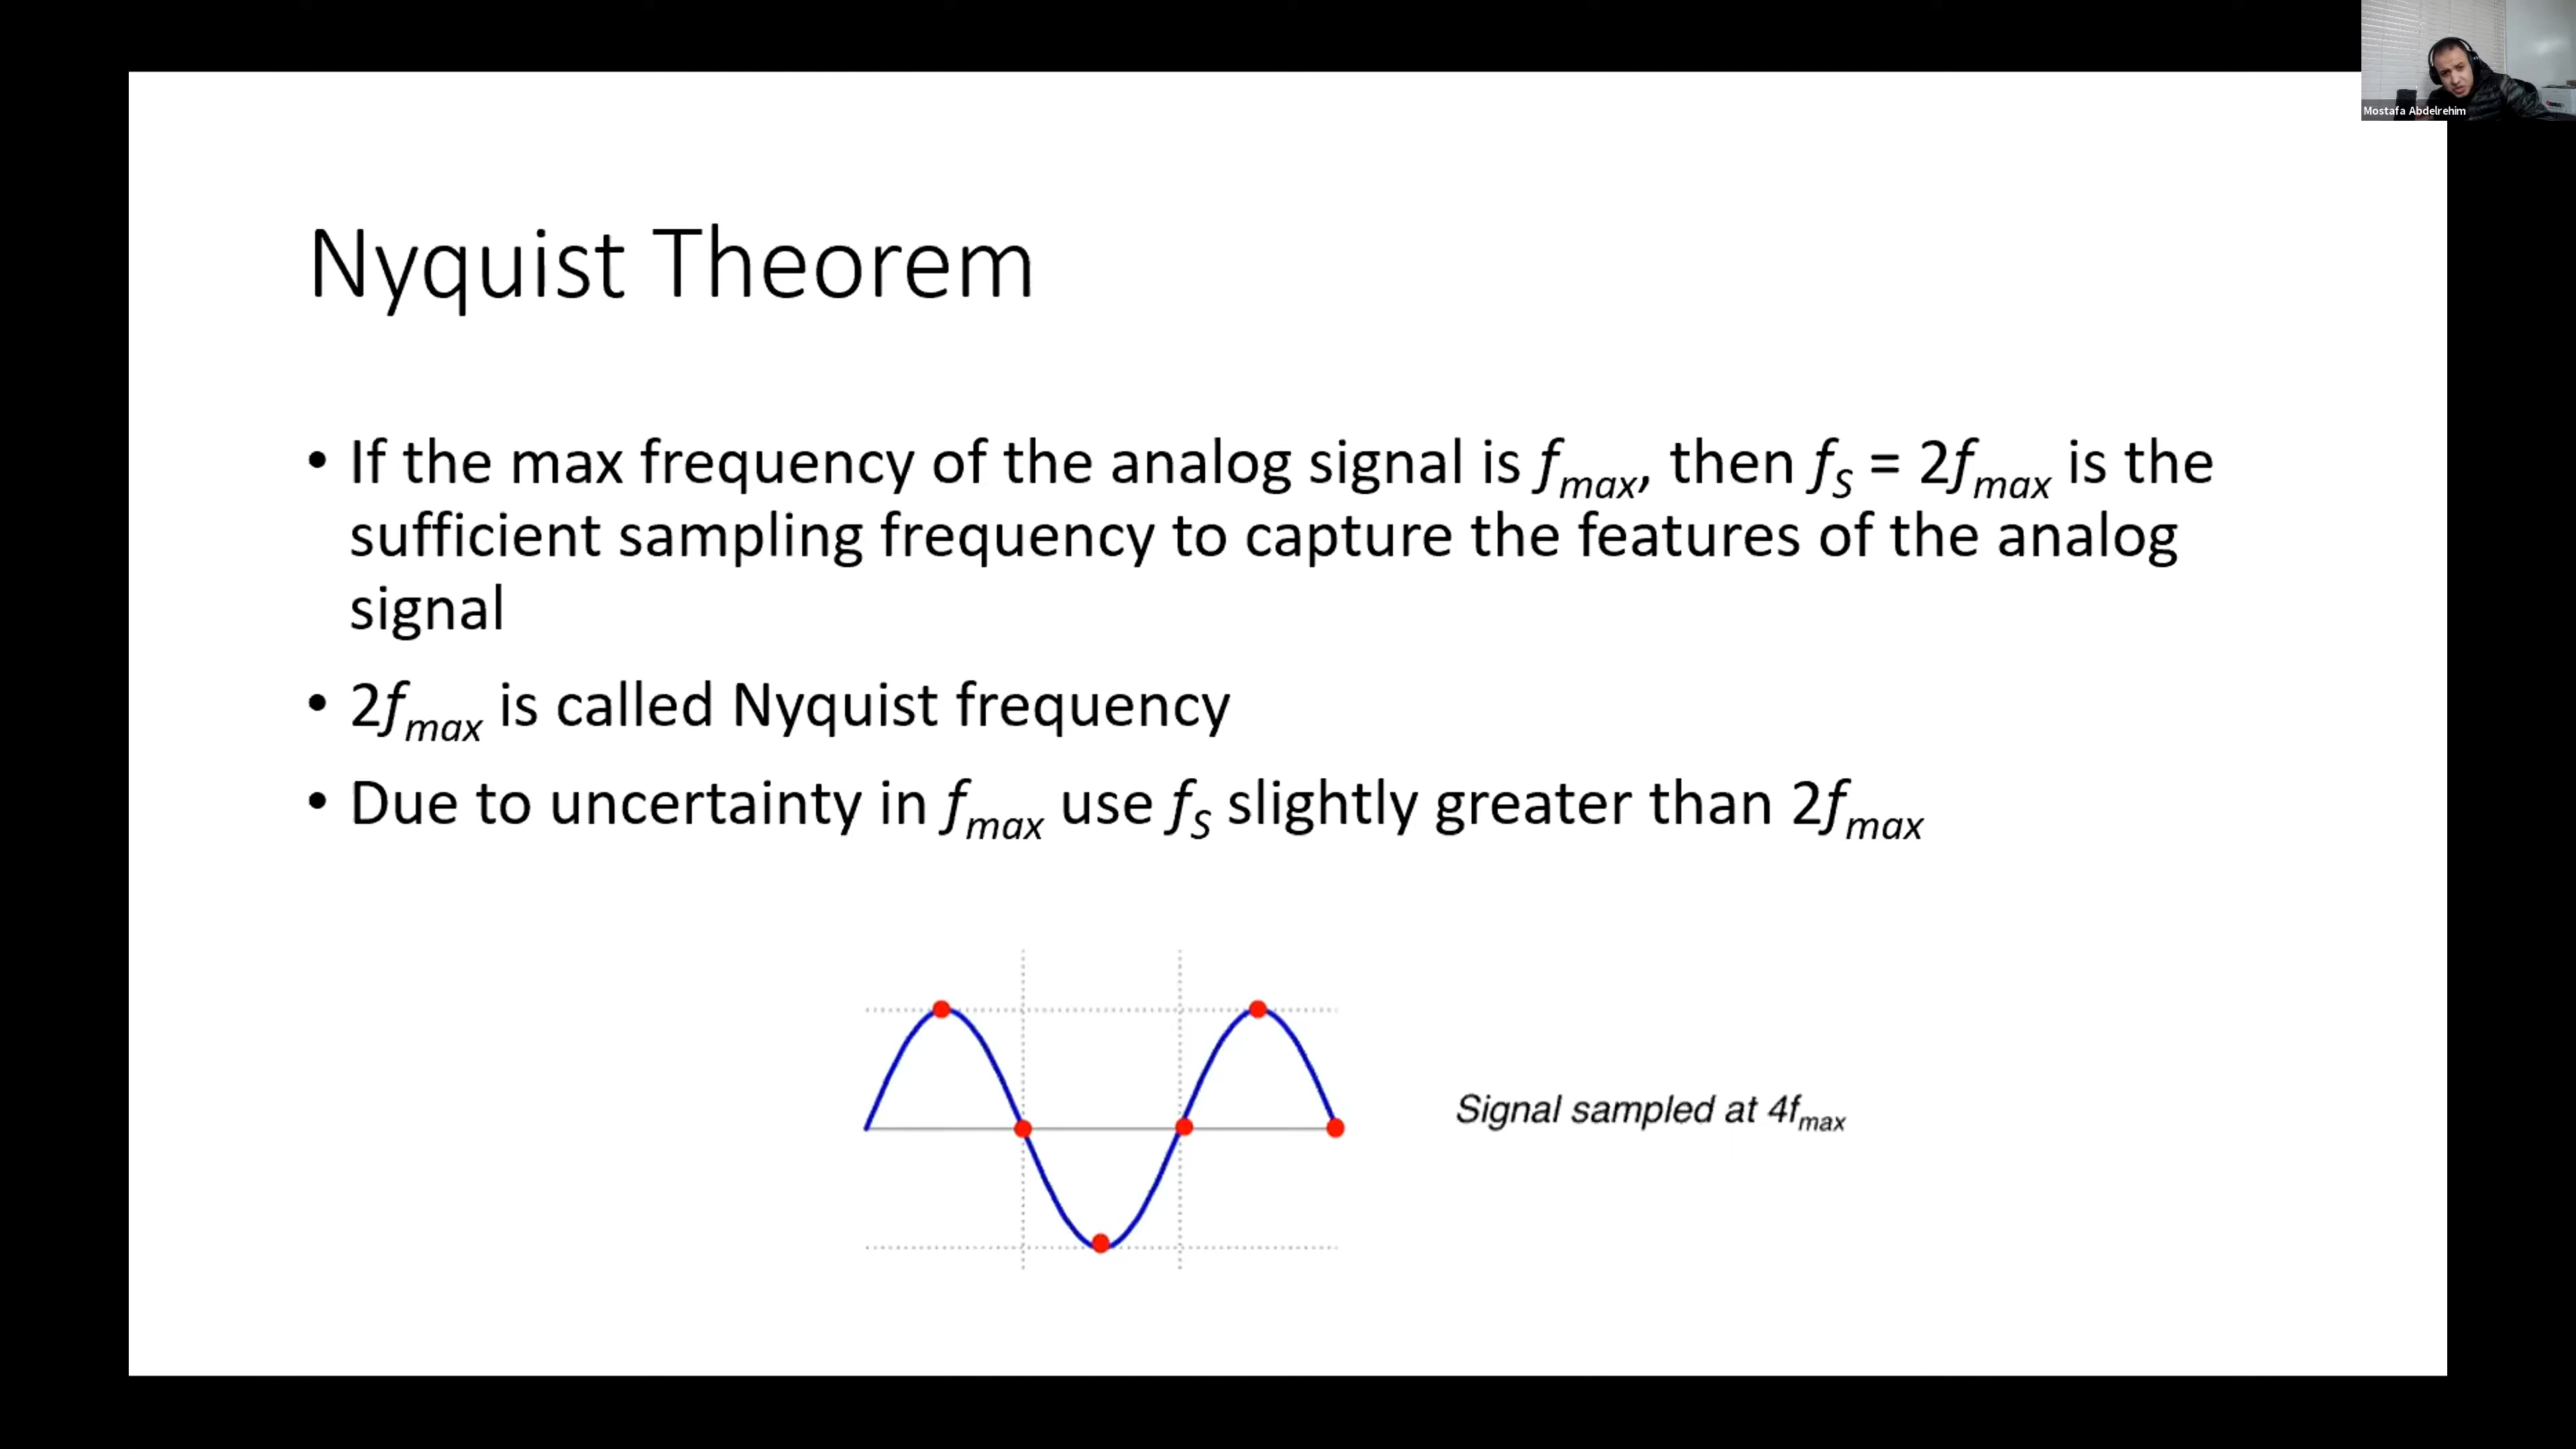 Mostafa Abdelrehim
Nyquist Theorem
• If the max frequency of the analog signal is fmax, then fS = 2fmax is the
sufficient sampling frequency to capture the features of the analog
signal
• 2fmax is called Nyquist frequency
• Due to uncertainty in fmax use fS slightly greater than 2fmax
Signal sampled at 4fmax